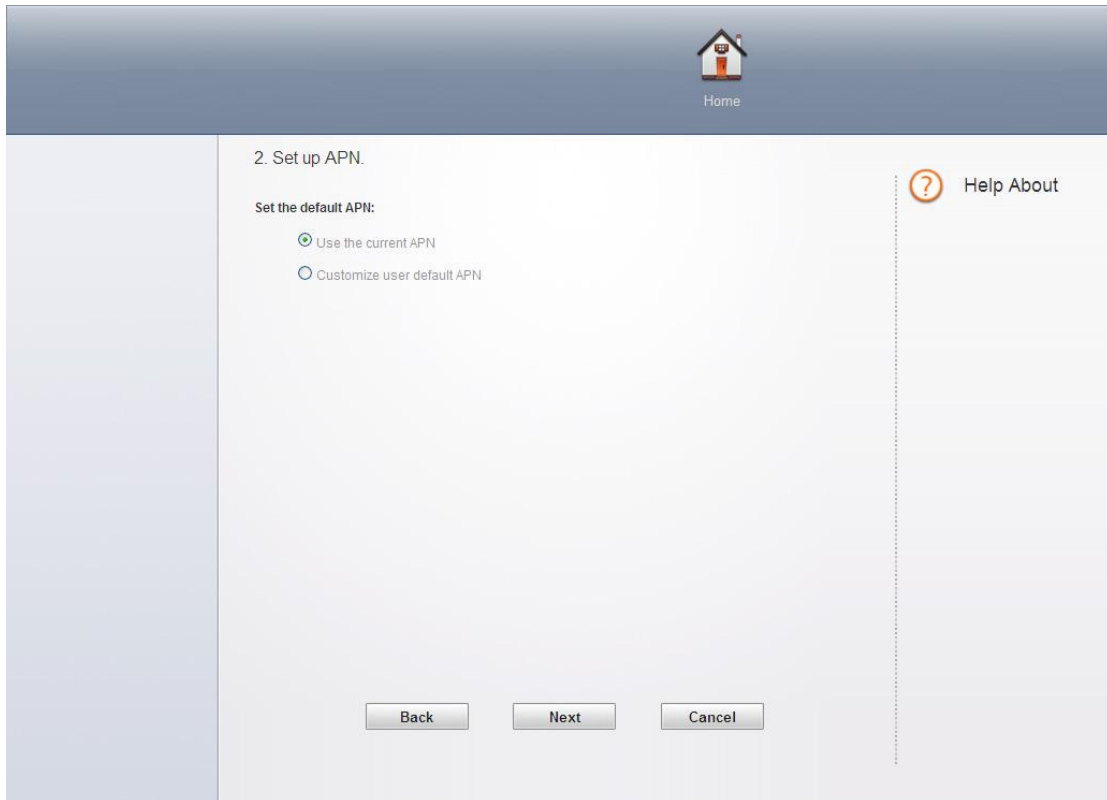 Home
2. Set up APN.
Help About
Set the default APN:
Use the current APN
Customize user default APN
Back Next Cancel